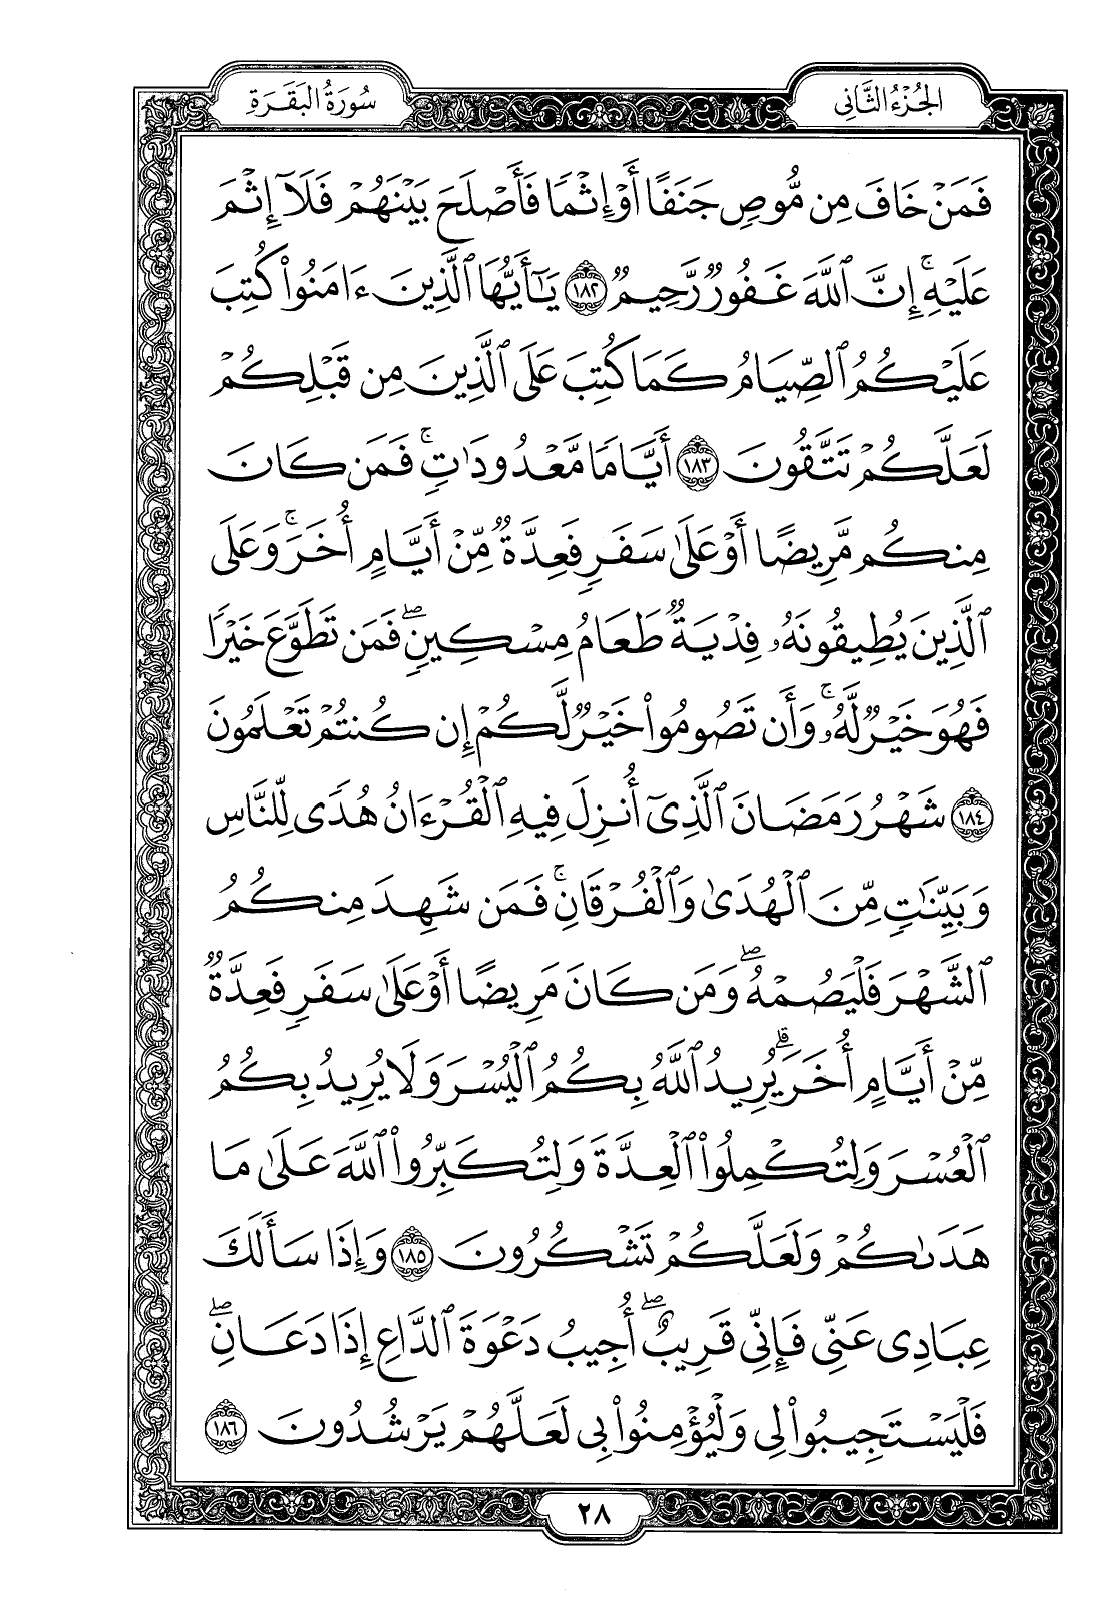 الجُزْءُ الثَّانِي
سُورَةُ البَقَرَةِ
فَمَنْ خَافَ مِن مُّوصٍ جَنَفًا أَوْ إِثْمًا فَأَصْلَحَ بَيْنَهُمْ فَلَآ إِثْمَ
عَلَيْهِۚ إِنَّ ٱللَّهَ غَفُورٌ رَّحِيمٌ ١٨٢ يَٰٓأَيُّهَا ٱلَّذِينَ ءَامَنُوا۟ كُتِبَ
عَلَيْكُمُ ٱلصِّيَامُ كَمَا كُتِبَ عَلَى ٱلَّذِينَ مِن قَبْلِكُمْ
لَعَلَّكُمْ تَتَّقُونَ ١٨٣ أَيَّامًا مَّعْدُودَٰتٍۚ فَمَن كَانَ
مِنكُم مَّرِيضًا أَوْ عَلَىٰ سَفَرٍ فَعِدَّةٌ مِّنْ أَيَّامٍ أُخَرَۚ وَعَلَى
ٱلَّذِينَ يُطِيقُونَهُۥ فِدْيَةٌ طَعَامُ مِسْكِينٍۖ فَمَن تَطَوَّعَ خَيْرًا
فَهُوَ خَيْرٌ لَّهُۥۚ وَأَن تَصُومُوا۟ خَيْرٌ لَّكُمْ إِن كُنتُمْ تَعْلَمُونَ
١٨٤ شَهْرُ رَمَضَانَ ٱلَّذِىٓ أُنزِلَ فِيهِ ٱلْقُرْءَانُ هُدًى لِّلنَّاسِ
وَبَيِّنَٰتٍ مِّنَ ٱلْهُدَىٰ وَٱلْفُرْقَانِۚ فَمَن شَهِدَ مِنكُمُ
ٱلشَّهْرَ فَلْيَصُمْهُۖ وَمَن كَانَ مَرِيضًا أَوْ عَلَىٰ سَفَرٍ فَعِدَّةٌ
مِّنْ أَيَّامٍ أُخَرَۗ يُرِيدُ ٱللَّهُ بِكُمُ ٱلْيُسْرَ وَلَا يُرِيدُ بِكُمُ
ٱلْعُسْرَ وَلِتُكْمِلُوا۟ ٱلْعِدَّةَ وَلِتُكَبِّرُوا۟ ٱللَّهَ عَلَىٰ مَا
هَدَىٰكُمْ وَلَعَلَّكُمْ تَشْكُرُونَ ١٨٥ وَإِذَا سَأَلَكَ
عِبَادِى عَنِّى فَإِنِّى قَرِيبٌۖ أُجِيبُ دَعْوَةَ ٱلدَّاعِ إِذَا دَعَانِۖ
فَلْيَسْتَجِيبُوا۟ لِى وَلْيُؤْمِنُوا۟ بِى لَعَلَّهُمْ يَرْشُدُونَ ١٨٦
٢٨